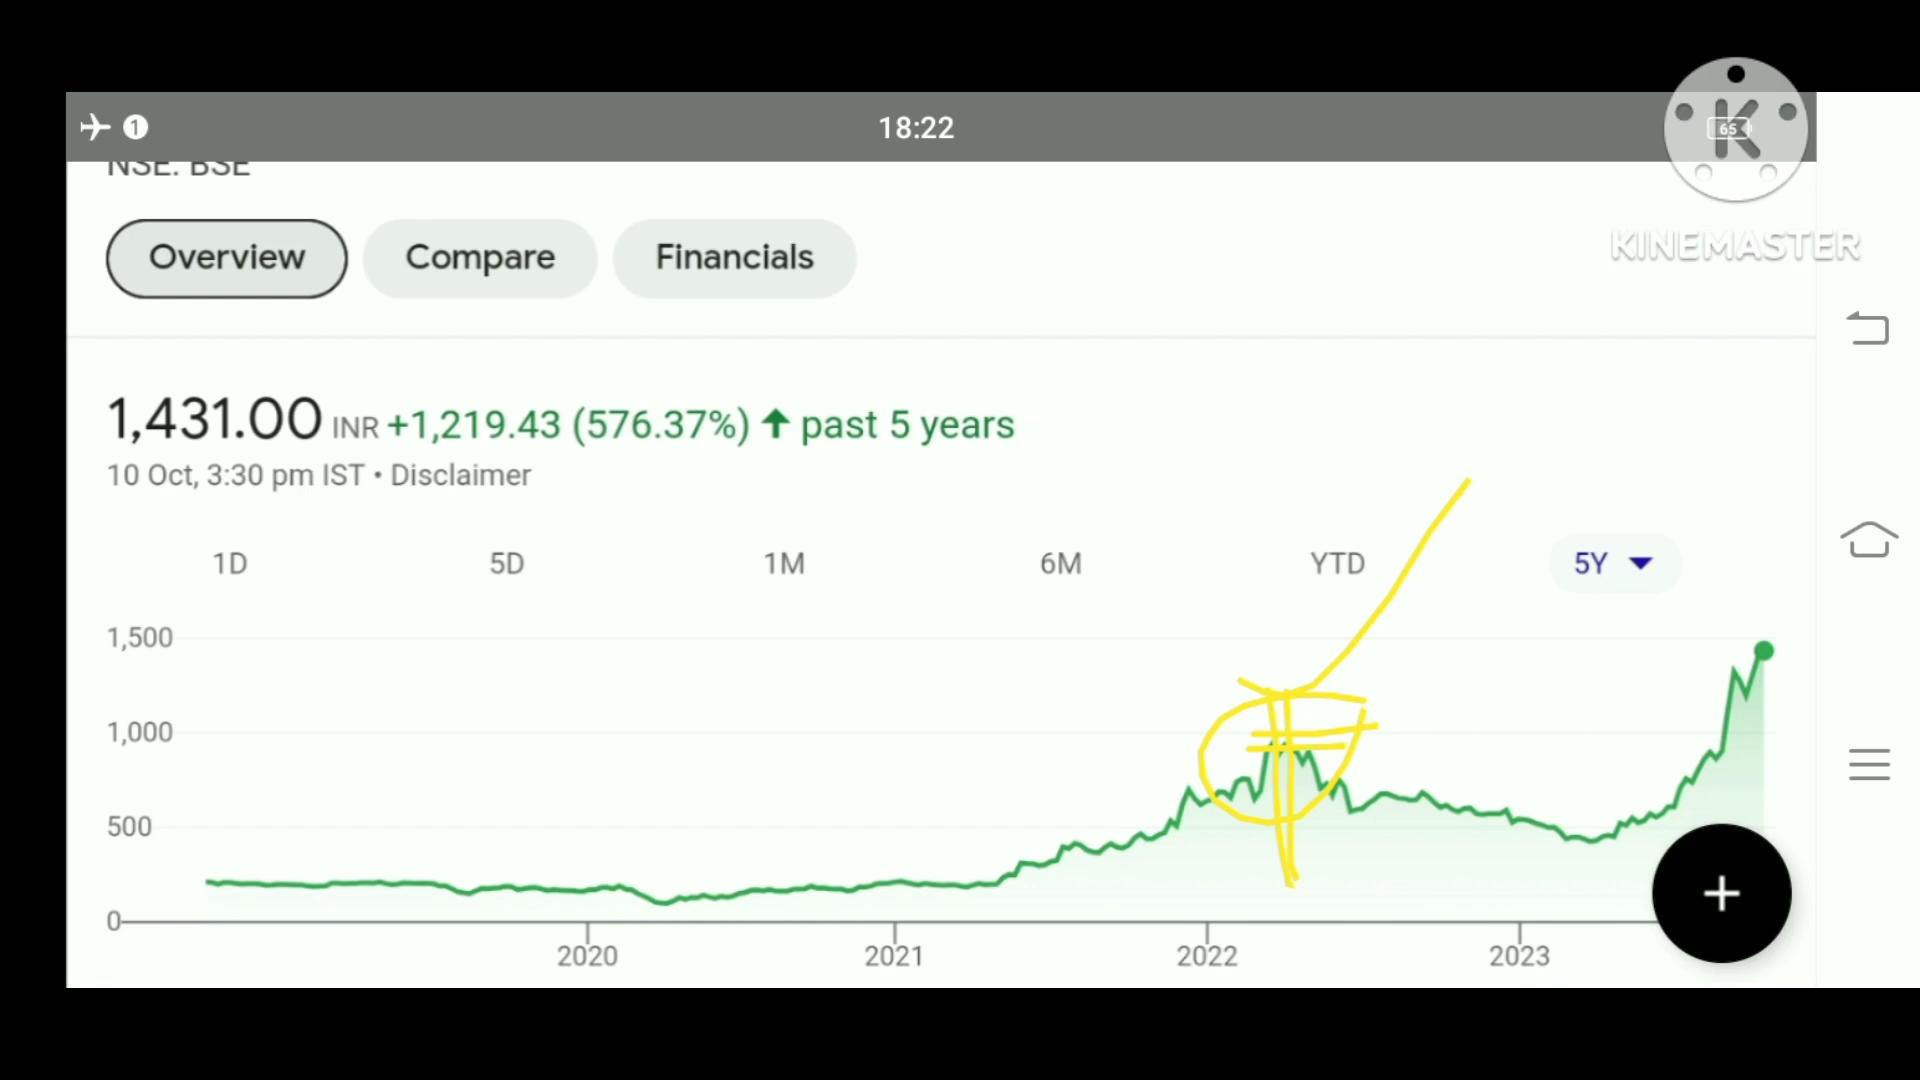 1
18:22
65
K
KINEMASTER
NSE: BSE
Overview
Compare
Financials
1,431.00 INR +1,219.43 (576.37%) ↑ past 5 years
10 Oct, 3:30 pm IST • Disclaimer
1D
5D
1M
6M
YTD
5Y
1,500
1,000
500
0
2020
2021
2022
2023
+